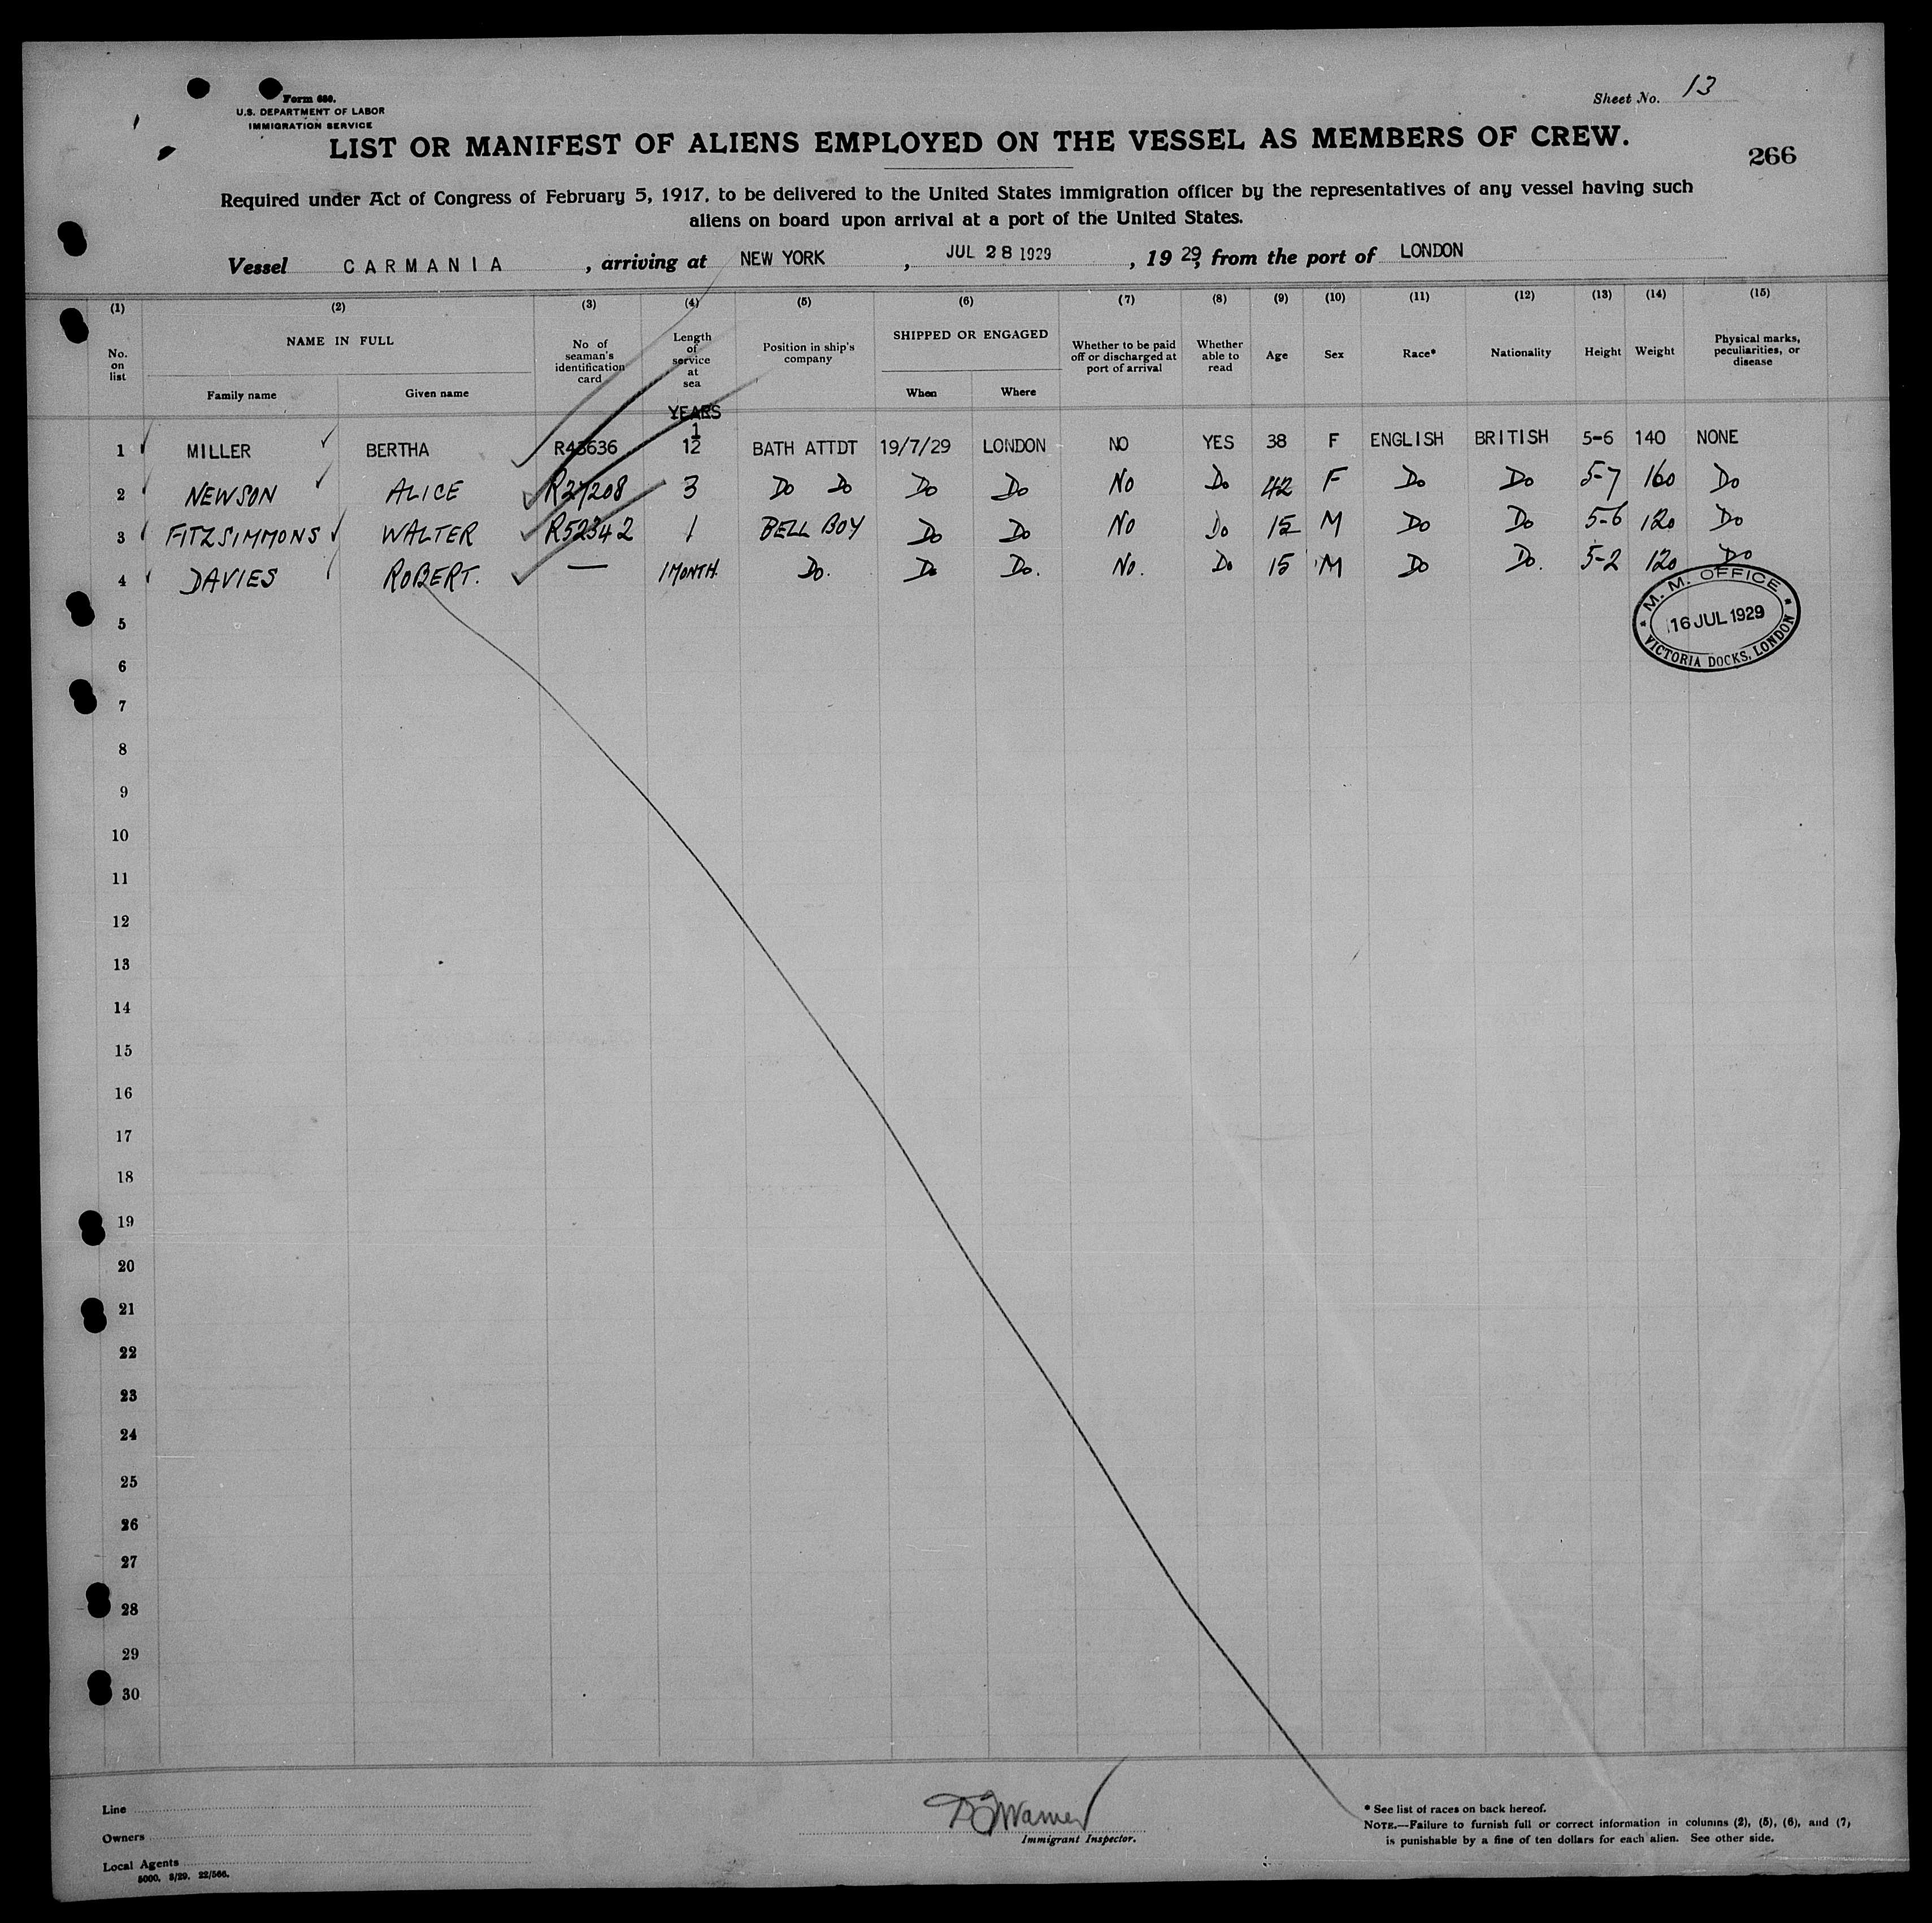 Form 680.
U.S. DEPARTMENT OF LABOR
IMMIGRATION SERVICE
Sheet No. 13
LIST OR MANIFEST OF ALIENS EMPLOYED ON THE VESSEL AS MEMBERS OF CREW.
266
Required under Act of Congress of February 5, 1917, to be delivered to the United States immigration officer by the representatives of any vessel having such
aliens on board upon arrival at a port of the United States.
Vessel CARMANIA, arriving at NEW YORK, JUL 28 1929, 19 29, from the port of LONDON
(1) (2) (3) (4) (5) (6) (7) (8) (9) (10) (11) (12) (13) (14) (15)
No. on list
NAME IN FULL
Family name Given name
No of seaman's identification card
Length of service at sea
Position in ship's company
SHIPPED OR ENGAGED
When Where
Whether to be paid off or discharged at port of arrival
Whether able to read
Age
Sex
Race*
Nationality
Height
Weight
Physical marks, peculiarities, or disease
YEARS
1 MILLER BERTHA R43636 1/12 BATH ATTDT 19/7/29 LONDON NO YES 38 F ENGLISH BRITISH 5-6 140 NONE
2 NEWSON ALICE R27208 3 Do Do Do Do No Do 42 F Do Do 5-7 160 Do
3 FITZSIMMONS WALTER R52342 1 BELL BOY Do Do No Do 15 M Do Do 5-6 120 Do
4 DAVIES ROBERT. — 1 MONTH. Do. Do Do. No. Do 15 M Do Do. 5-2 120 Do
M. M. OFFICE
16 JUL 1929
VICTORIA DOCKS, LONDON
5
6
7
8
9
10
11
12
13
14
15
16
17
18
19
20
21
22
23
24
25
26
27
28
29
30
Line
Owners
Local Agents
5000. 3/29. 22/566.
Immigrant Inspector.
* See list of races on back hereof.
NOTE.—Failure to furnish full or correct information in columns (2), (5), (6), and (7),
is punishable by a fine of ten dollars for each alien. See other side.